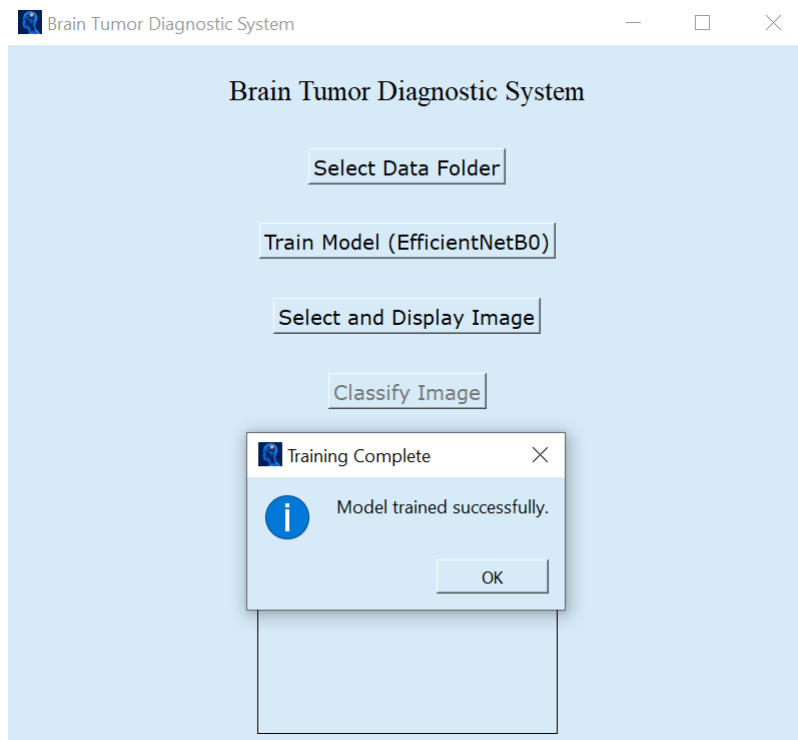 Brain Tumor Diagnostic System
Brain Tumor Diagnostic System
Select Data Folder
Train Model (EfficientNetB0)
Select and Display Image
Classify Image
Training Complete
Model trained successfully.
OK